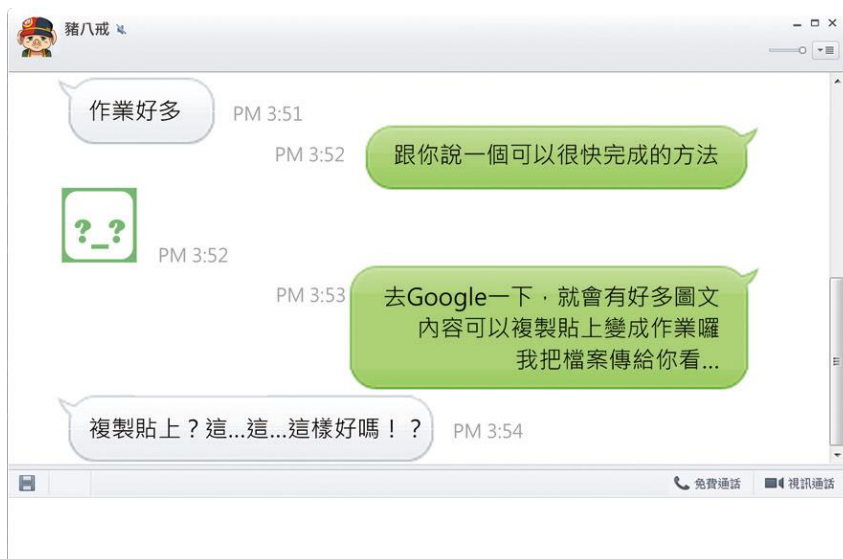 豬八戒
作業好多
PM 3:51
PM 3:52
跟你說一個可以很快完成的方法
?_?
PM 3:52
PM 3:53
去Google一下，就會有好多圖文
內容可以複製貼上變成作業囉
我把檔案傳給你看...
複製貼上？這...這...這樣好嗎！？
PM 3:54
免費通話
視訊通話